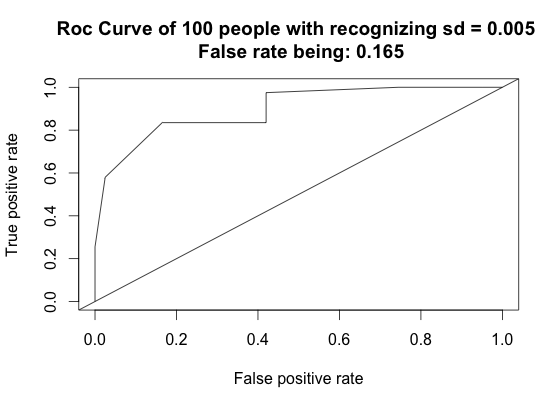 Roc Curve of 100 people with recognizing sd = 0.005
False rate being: 0.165
1.0
0.8
0.6
0.4
0.2
0.0
True positive rate
0.0 0.2 0.4 0.6 0.8 1.0
False positive rate